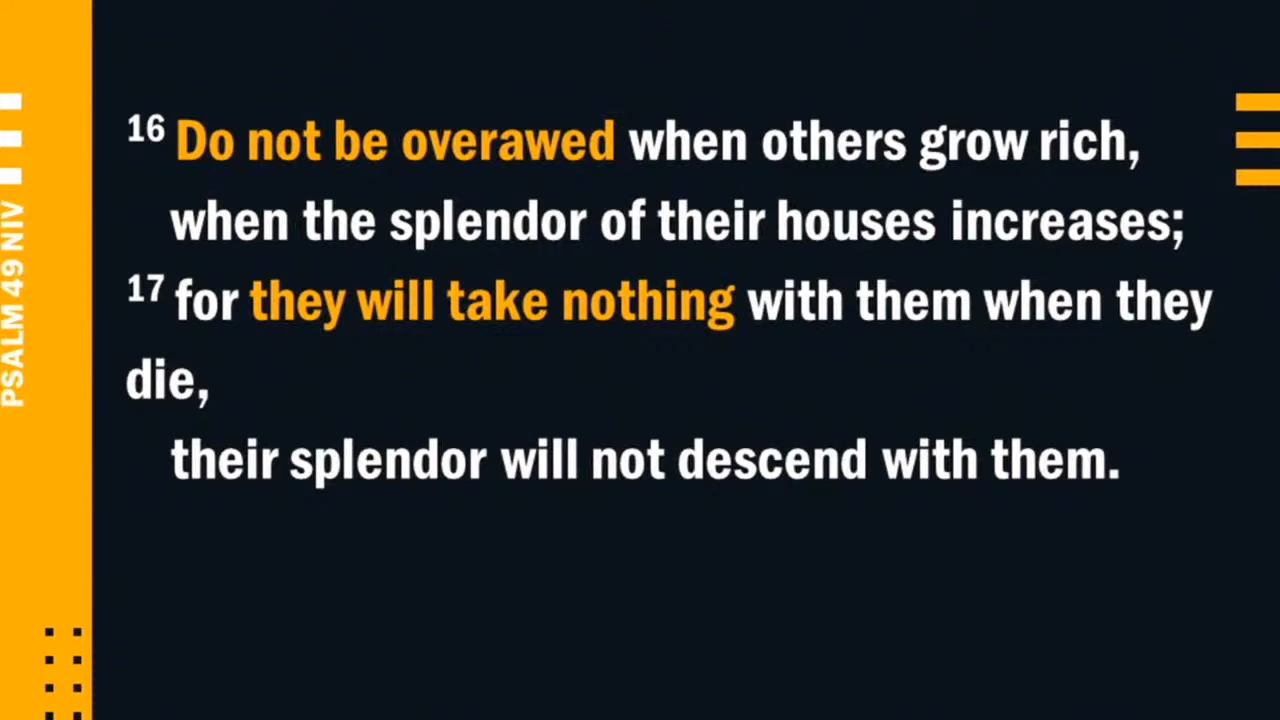 PSALM 49 NIV
16 Do not be overawed when others grow rich,
when the splendor of their houses increases;
17 for they will take nothing with them when they
die,
their splendor will not descend with them.